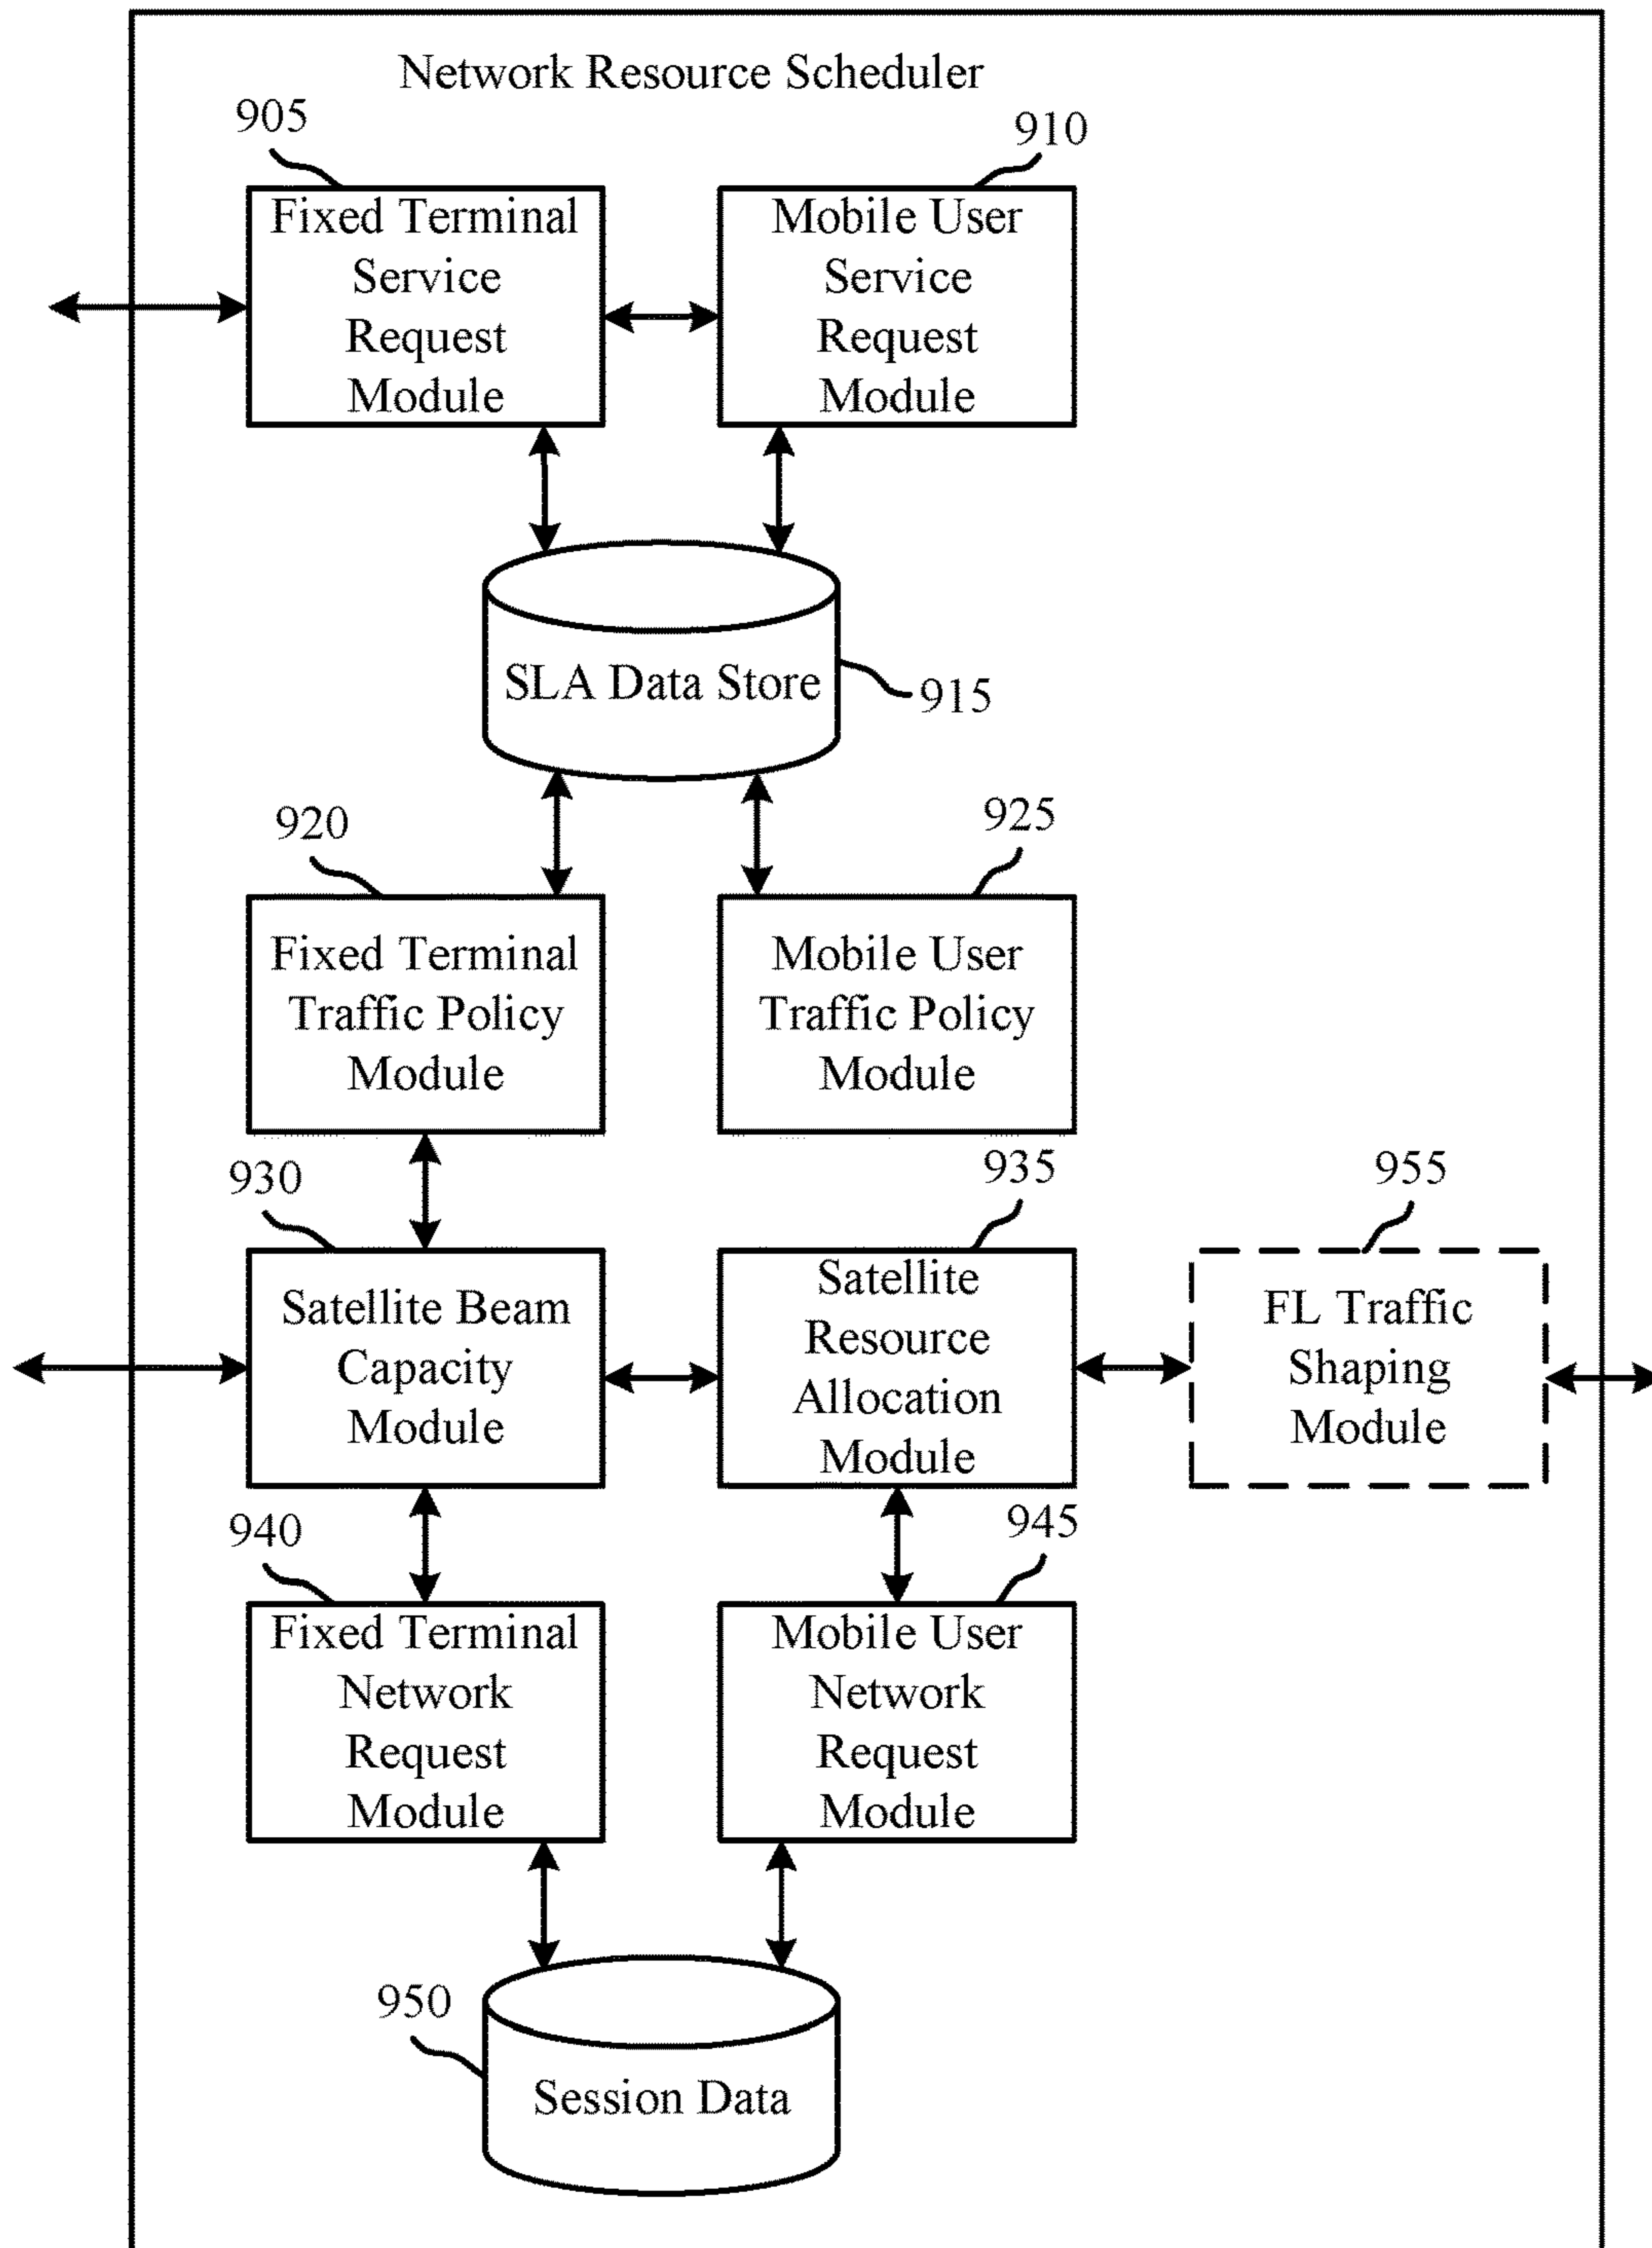 Network Resource Scheduler
905
910
Fixed Terminal
Service
Request
Module
Mobile User
Service
Request
Module
SLA Data Store
915
920
925
Fixed Terminal
Traffic Policy
Module
Mobile User
Traffic Policy
Module
930
935
955
Satellite Beam
Capacity
Module
Satellite
Resource
Allocation
Module
FL Traffic
Shaping
Module
940
945
Fixed Terminal
Network
Request
Module
Mobile User
Network
Request
Module
950
Session Data